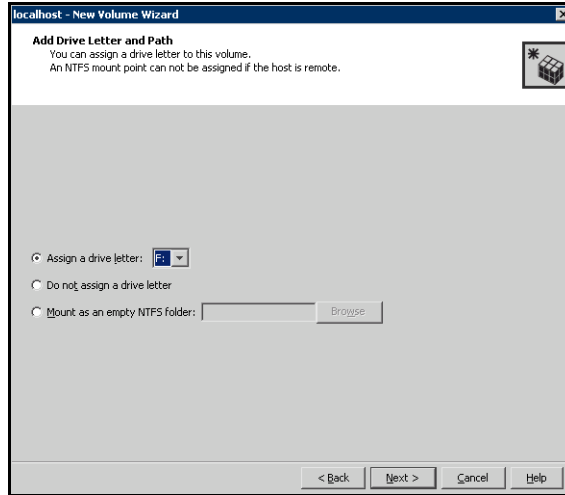 localhost - New Volume Wizard
Add Drive Letter and Path
You can assign a drive letter to this volume.
An NTFS mount point can not be assigned if the host is remote.
Assign a drive letter: F:
Do not assign a drive letter
Mount as an empty NTFS folder: Browse
< Back Next > Cancel Help